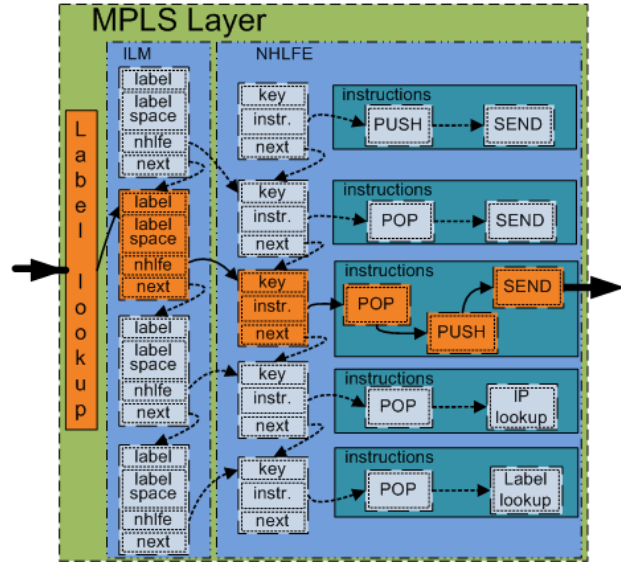 MPLS Layer
Label lookup
ILM
label
label
space
nhlfe
next
label
label
space
nhlfe
next
label
label
space
nhlfe
next
label
label
space
nhlfe
next
NHLFE
key
instr.
next
key
instr.
next
key
instr.
next
key
instr.
next
key
instr.
next
instructions
PUSH
SEND
instructions
POP
SEND
instructions
POP
PUSH
SEND
instructions
POP
IP
lookup
instructions
POP
Label
lookup